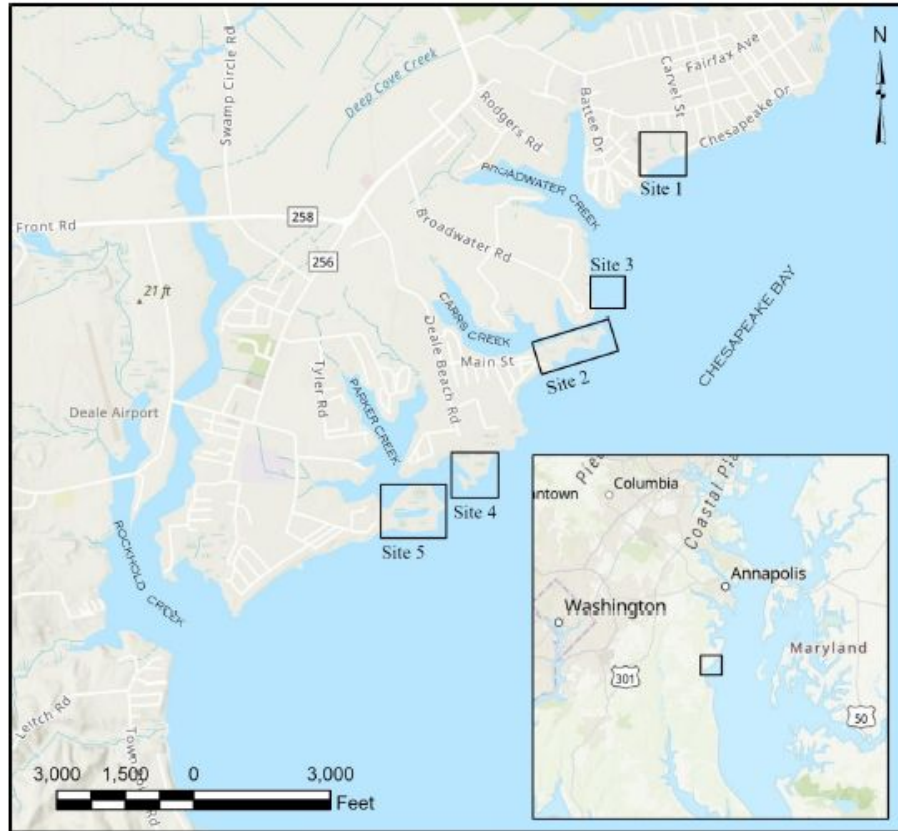 N
Swamp Circle Rd
Deep Cove Creek
Rodgers Rd
Battee Dr
Carvel St
Fairfax Ave
Chesapeake Dr
Site 1
BROADWATER CREEK
Front Rd
258
256
Broadwater Rd
21 ft
Site 3
CHESAPEAKE BAY
CARRS CREEK
Main St
Site 2
Deale Beach Rd
Tyler Rd
PARKER CREEK
Deale Airport
Site 4
Site 5
ROCKHOLD CREEK
Leitch Rd
3,000 1,500 0 3,000
Feet
Columbia
antown
Coastal Pla
Annapolis
Washington
Maryland
301
50